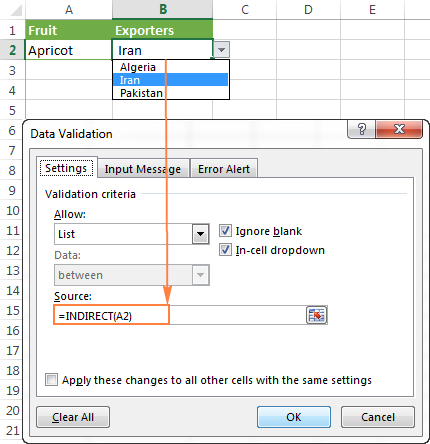 A B C D E
1 Fruit Exporters
2 Apricot Iran
3 Algeria
4 Iran
5 Pakistan
6
7 Data Validation ?
8 Settings Input Message Error Alert
9 Validation criteria
10 Allow:
11 List Ignore blank
12 Data: In-cell dropdown
13 between
14 Source:
15 =INDIRECT(A2)
16
17
18 Apply these changes to all other cells with the same settings
19
20 Clear All OK Cancel
21